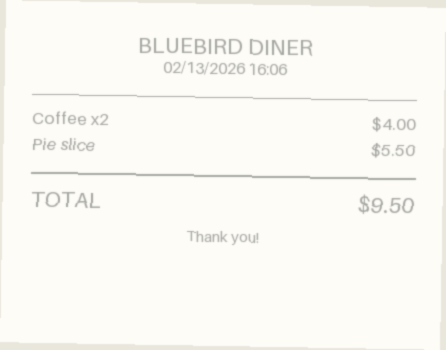 BLUEBIRD DINER
02/13/2026 16:06
Coffee x2 $4.00
Pie slice $5.50
TOTAL $9.50
Thank you!